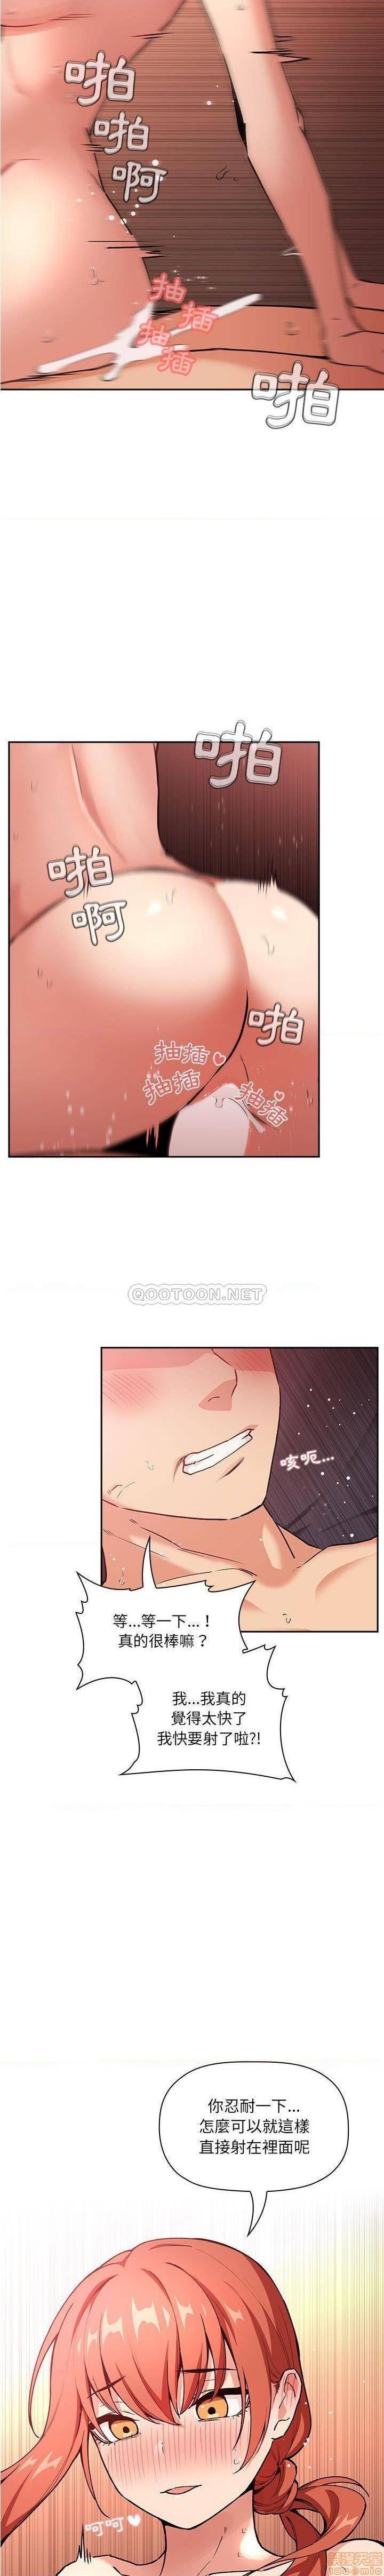 啪
啪
啊
抽插
抽插
啪
啪
啪
啊
啪
抽插
抽插
抽插
QOOTOON.NET
咳呃...
等...等一下...！
真的很棒嘛？
我...我真的
覺得太快了
我快要射了啦?!
你忍耐一下...
怎麼可以就這樣
直接射在裡面呢
呵呵